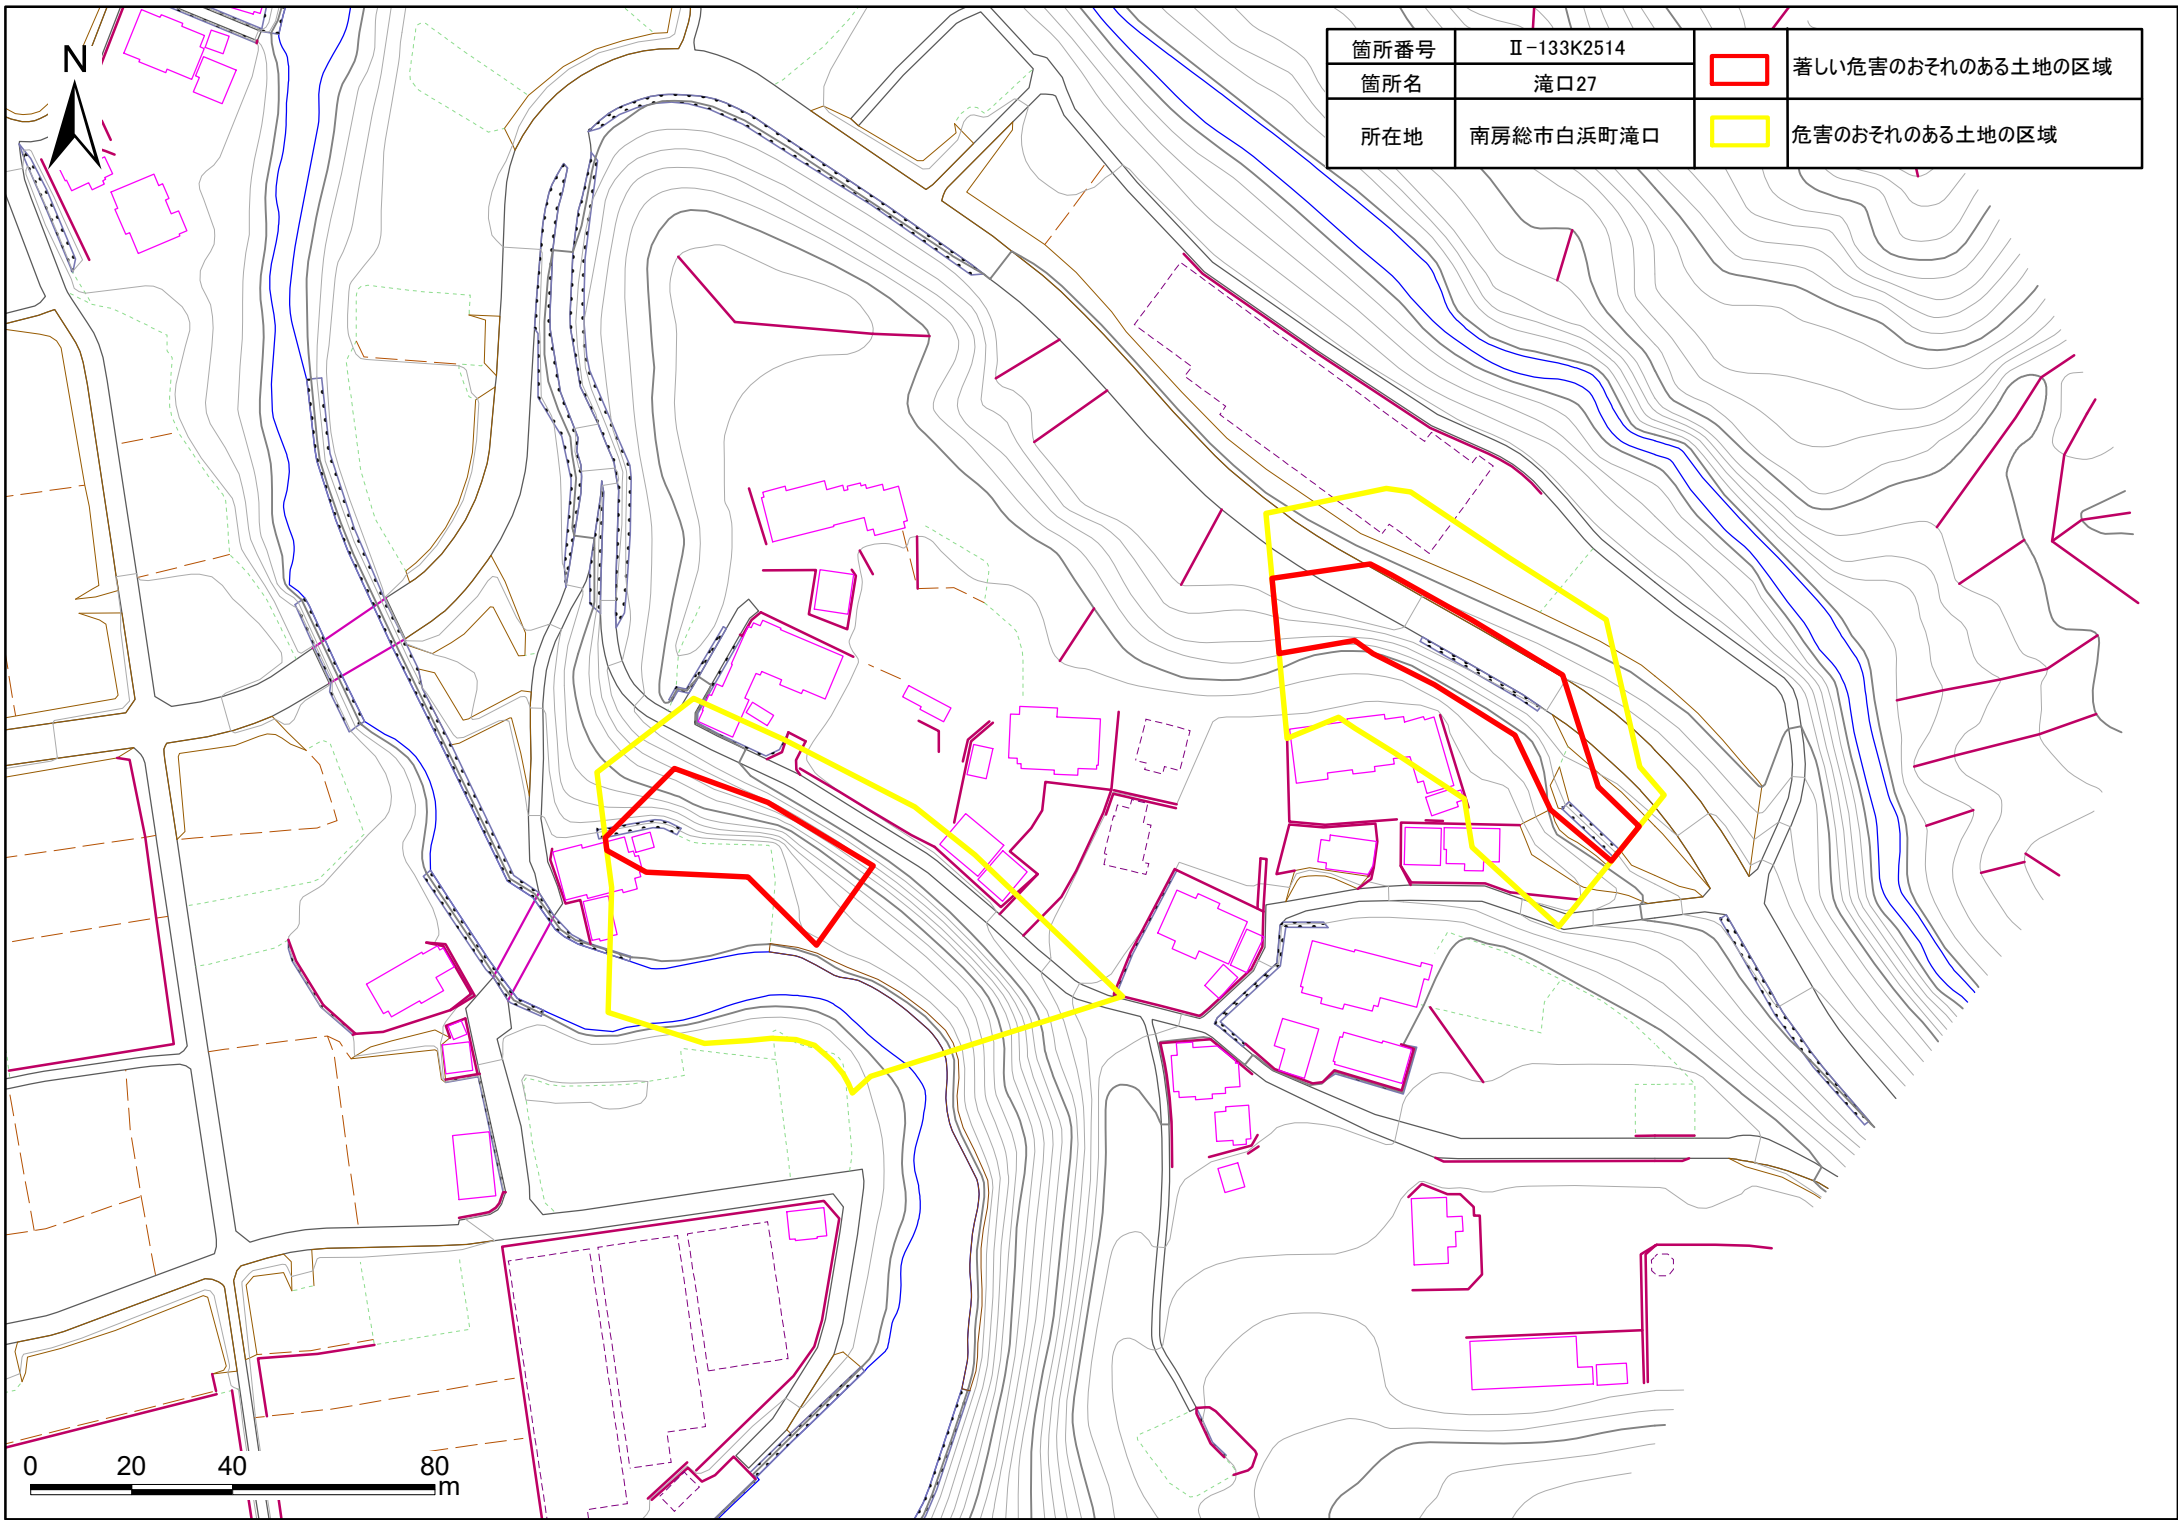 N
箇所番号 Ⅱ-133K2514
著しい危害のおそれのある土地の区域
箇所名 滝口27
所在地 南房総市白浜町滝口
危害のおそれのある土地の区域
0 20 40 80
m